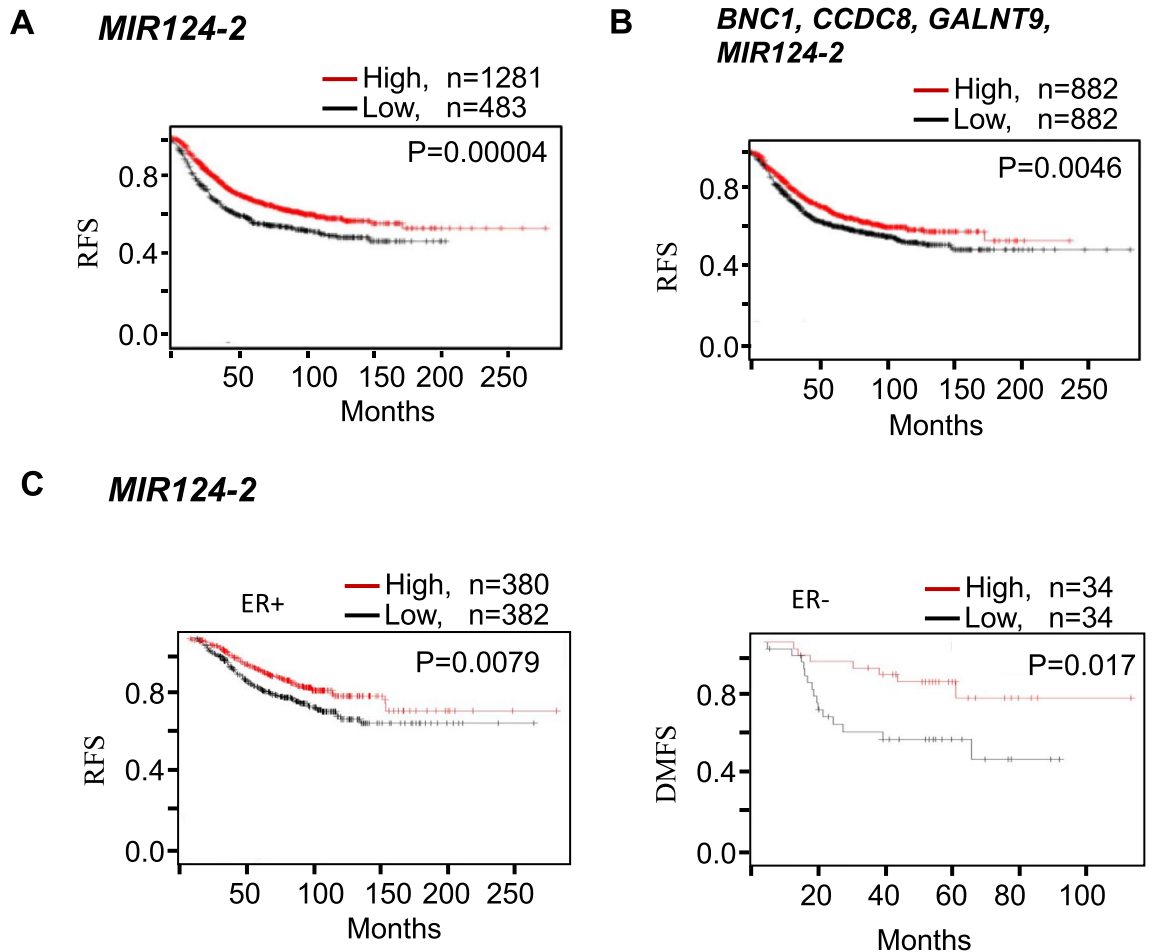 A
MIR124-2
High, n=1281
Low, n=483
P=0.00004
RFS
0.8
0.4
0.0
50 100 150 200 250
Months
B
BNC1, CCDC8, GALNT9,
MIR124-2
High, n=882
Low, n=882
P=0.0046
RFS
0.8
0.4
0.0
50 100 150 200 250
Months
C
MIR124-2
ER+
High, n=380
Low, n=382
P=0.0079
RFS
0.8
0.4
0.0
50 100 150 200 250
Months
ER-
High, n=34
Low, n=34
P=0.017
DMFS
0.8
0.4
0.0
20 40 60 80 100
Months